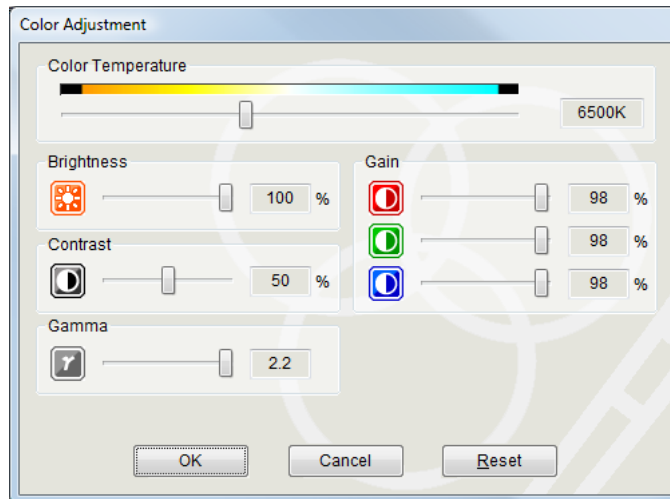 Color Adjustment
Color Temperature
6500K
Brightness
100 %
Contrast
50 %
Gamma
γ 2.2
Gain
98 %
98 %
98 %
OK Cancel Reset